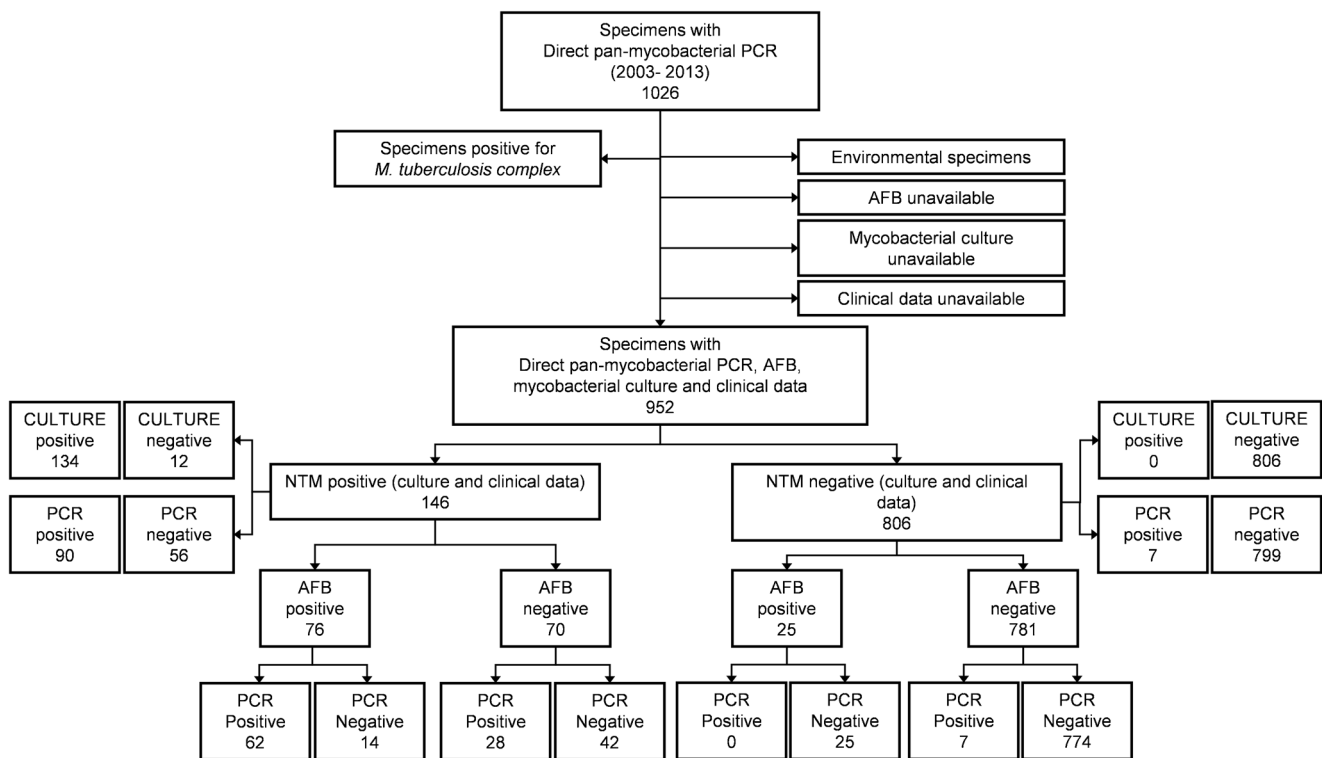 Specimens with
Direct pan-mycobacterial PCR
(2003- 2013)
1026
Specimens positive for
M. tuberculosis complex
Environmental specimens
AFB unavailable
Mycobacterial culture
unavailable
Clinical data unavailable
Specimens with
Direct pan-mycobacterial PCR, AFB,
mycobacterial culture and clinical data
952
CULTURE
positive
134
CULTURE
negative
12
PCR
positive
90
PCR
negative
56
NTM positive (culture and clinical data)
146
NTM negative (culture and clinical
data)
806
CULTURE
positive
0
CULTURE
negative
806
PCR
positive
7
PCR
negative
799
AFB
positive
76
AFB
negative
70
AFB
positive
25
AFB
negative
781
PCR
Positive
62
PCR
Negative
14
PCR
Positive
28
PCR
Negative
42
PCR
Positive
0
PCR
Negative
25
PCR
Positive
7
PCR
Negative
774